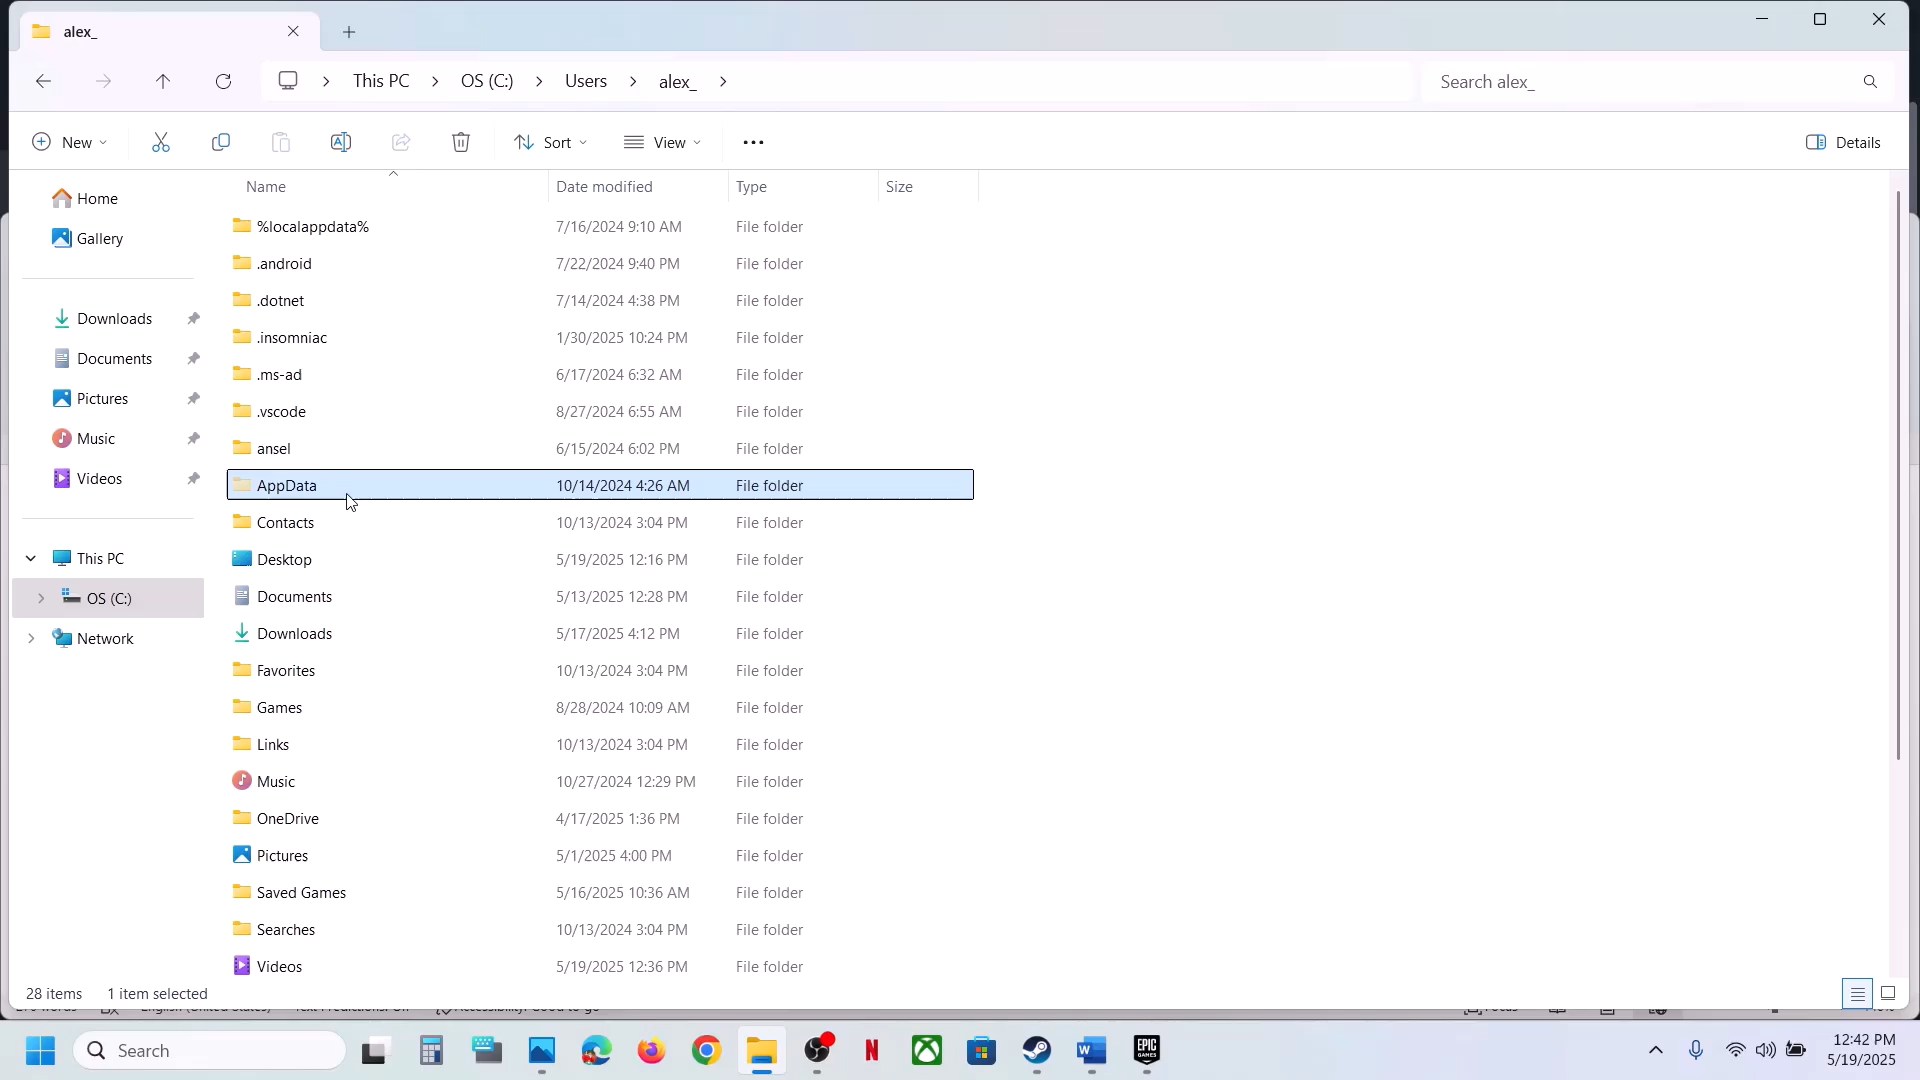 alex_
This PC
OS (C:)
Users
alex_
Search alex_
New
Sort
View
Details
Name
Date modified
Type
Size
Home
Gallery
Downloads
Documents
Pictures
Music
Videos
This PC
OS (C:)
Network
%localappdata% 7/16/2024 9:10 AM File folder
.android 7/22/2024 9:40 PM File folder
.dotnet 7/14/2024 4:38 PM File folder
.insomniac 1/30/2025 10:24 PM File folder
.ms-ad 6/17/2024 6:32 AM File folder
.vscode 8/27/2024 6:55 AM File folder
ansel 6/15/2024 6:02 PM File folder
AppData 10/14/2024 4:26 AM File folder
Contacts 10/13/2024 3:04 PM File folder
Desktop 5/19/2025 12:16 PM File folder
Documents 5/13/2025 12:28 PM File folder
Downloads 5/17/2025 4:12 PM File folder
Favorites 10/13/2024 3:04 PM File folder
Games 8/28/2024 10:09 AM File folder
Links 10/13/2024 3:04 PM File folder
Music 10/27/2024 12:29 PM File folder
OneDrive 4/17/2025 1:36 PM File folder
Pictures 5/1/2025 4:00 PM File folder
Saved Games 5/16/2025 10:36 AM File folder
Searches 10/13/2024 3:04 PM File folder
Videos 5/19/2025 12:36 PM File folder
28 items
1 item selected
Search
EPIC
GAMES
12:42 PM
5/19/2025